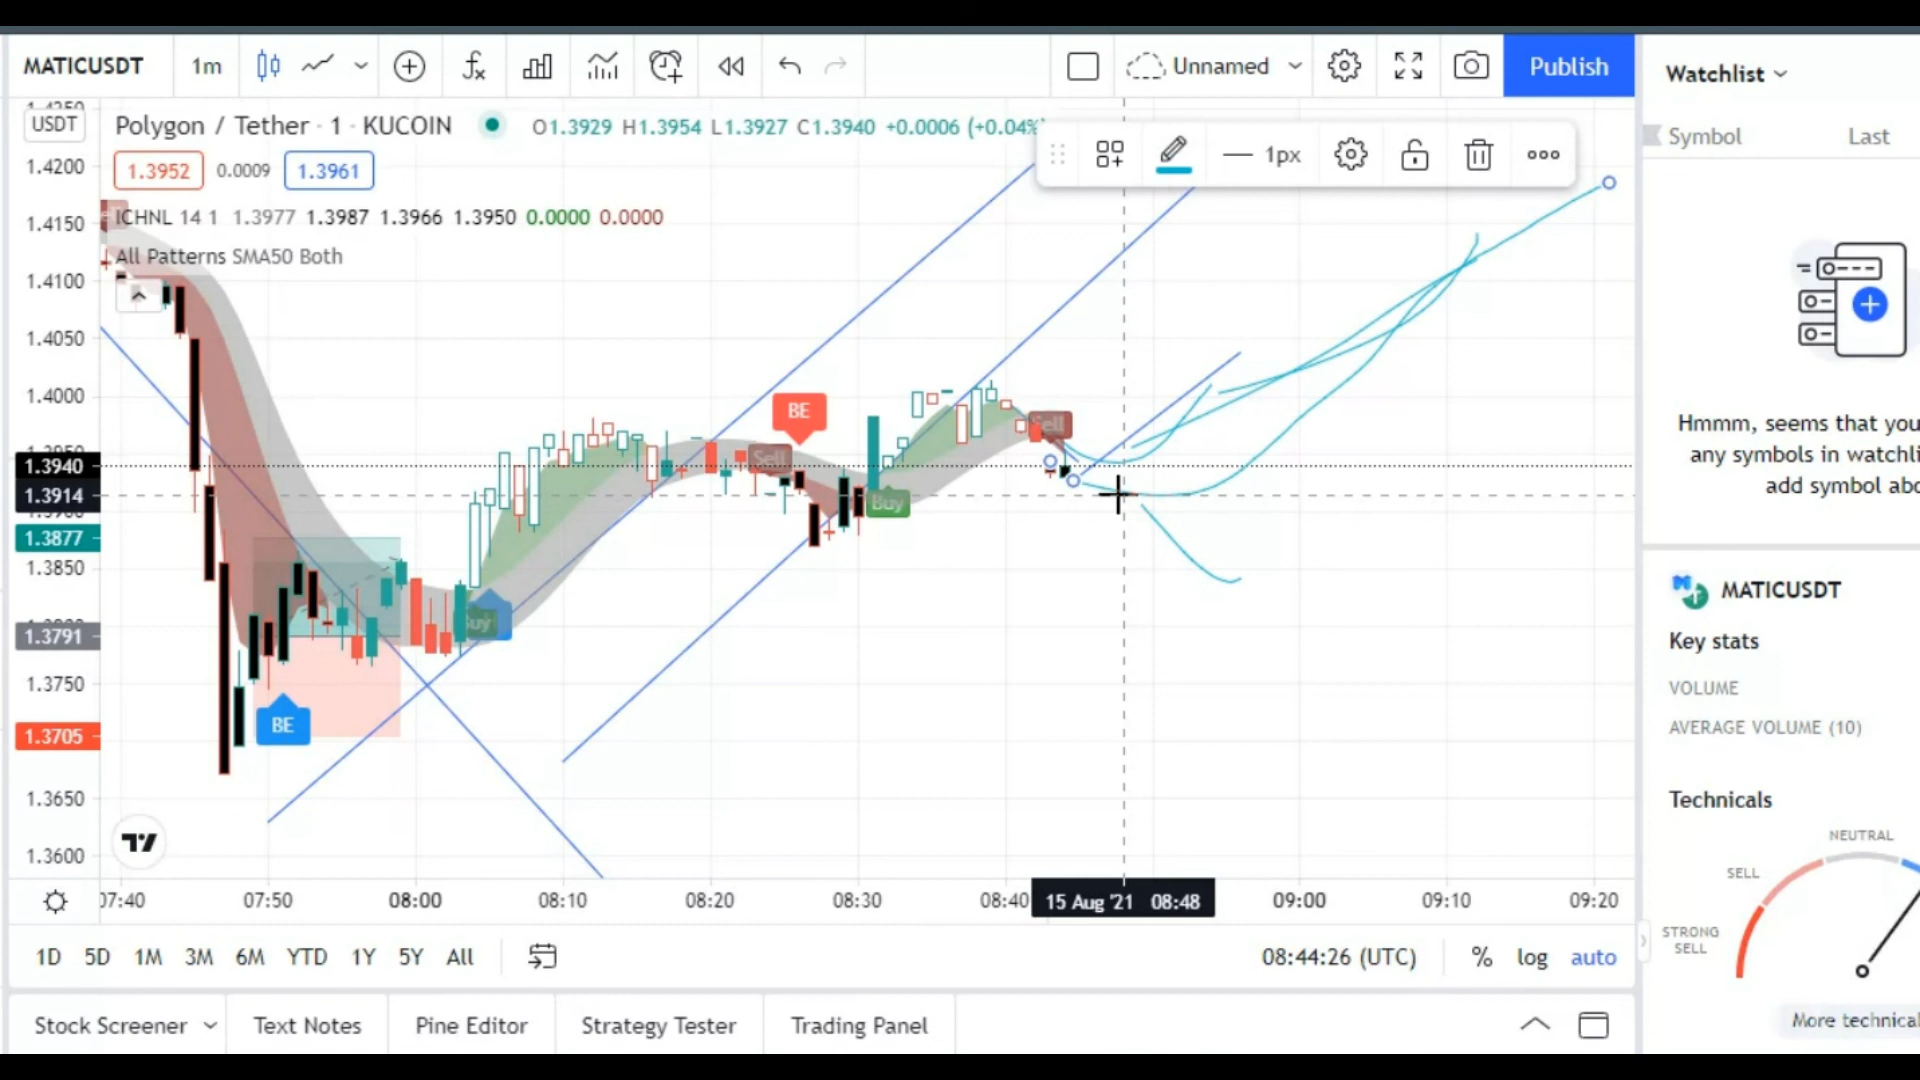 MATICUSDT 1m Unnamed Publish Watchlist
USDT Polygon / Tether · 1 · KUCOIN O1.3929 H1.3954 L1.3927 C1.3940 +0.0006 (+0.04%
Symbol Last
1.3952 0.0009 1.3961
1px
ICHNL 14 1 1.3977 1.3987 1.3966 1.3950 0.0000 0.0000
All Patterns SMA50 Both
1.4200
1.4150
1.4100
1.4050
1.4000
1.3940
1.3914
1.3877
1.3850
1.3791
1.3750
1.3705
1.3650
1.3600
BE
Sell
Buy
Buy
BE
Hmmm, seems that you
any symbols in watchli
add symbol abo
MATICUSDT
Key stats
VOLUME
AVERAGE VOLUME (10)
Technicals
NEUTRAL
SELL
STRONG
SELL
More technical
07:40 07:50 08:00 08:10 08:20 08:30 08:40 15 Aug '21 08:48 09:00 09:10 09:20
1D 5D 1M 3M 6M YTD 1Y 5Y All 08:44:26 (UTC) % log auto
Stock Screener Text Notes Pine Editor Strategy Tester Trading Panel